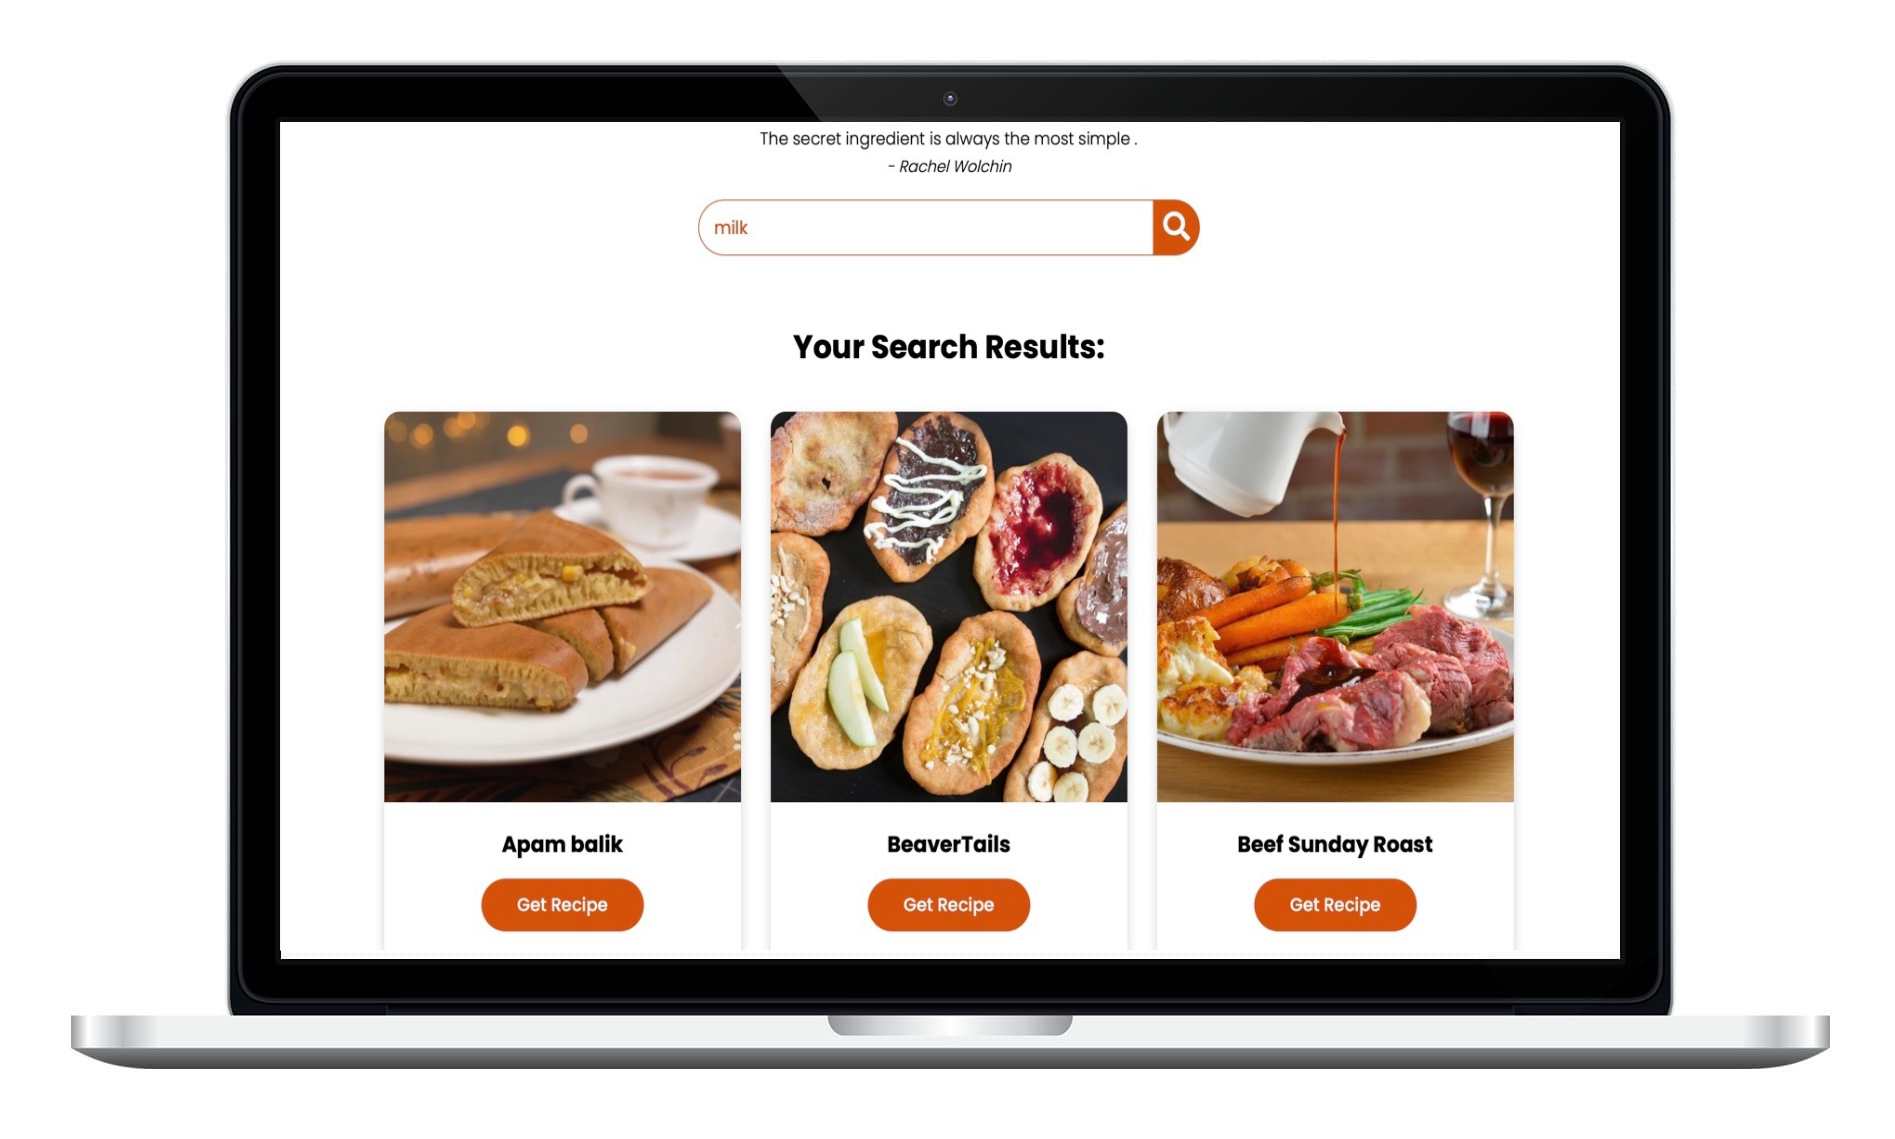 The secret ingredient is always the most simple .
- Rachel Wolchin
milk
Your Search Results:
Apam balik
BeaverTails
Beef Sunday Roast
Get Recipe
Get Recipe
Get Recipe